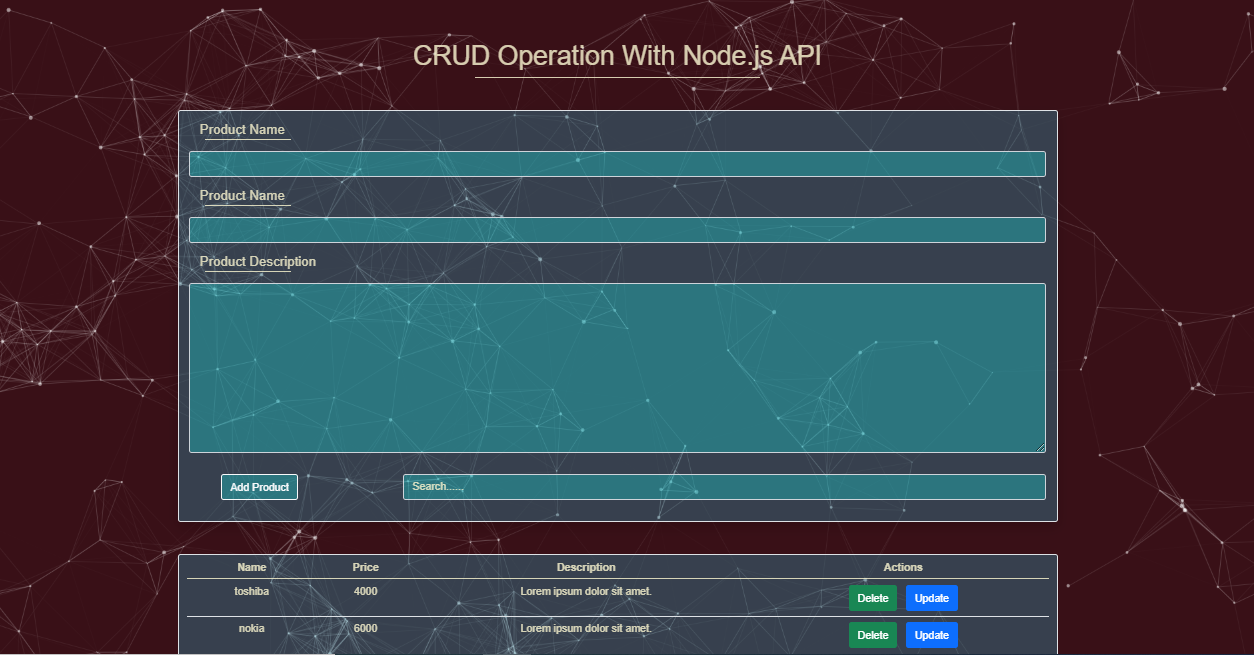 CRUD Operation With Node.js API
Product Name
Product Name
Product Description
Add Product Search......
Name Price Description Actions
toshiba 4000 Lorem ipsum dolor sit amet. Delete Update
nokia 6000 Lorem ipsum dolor sit amet. Delete Update